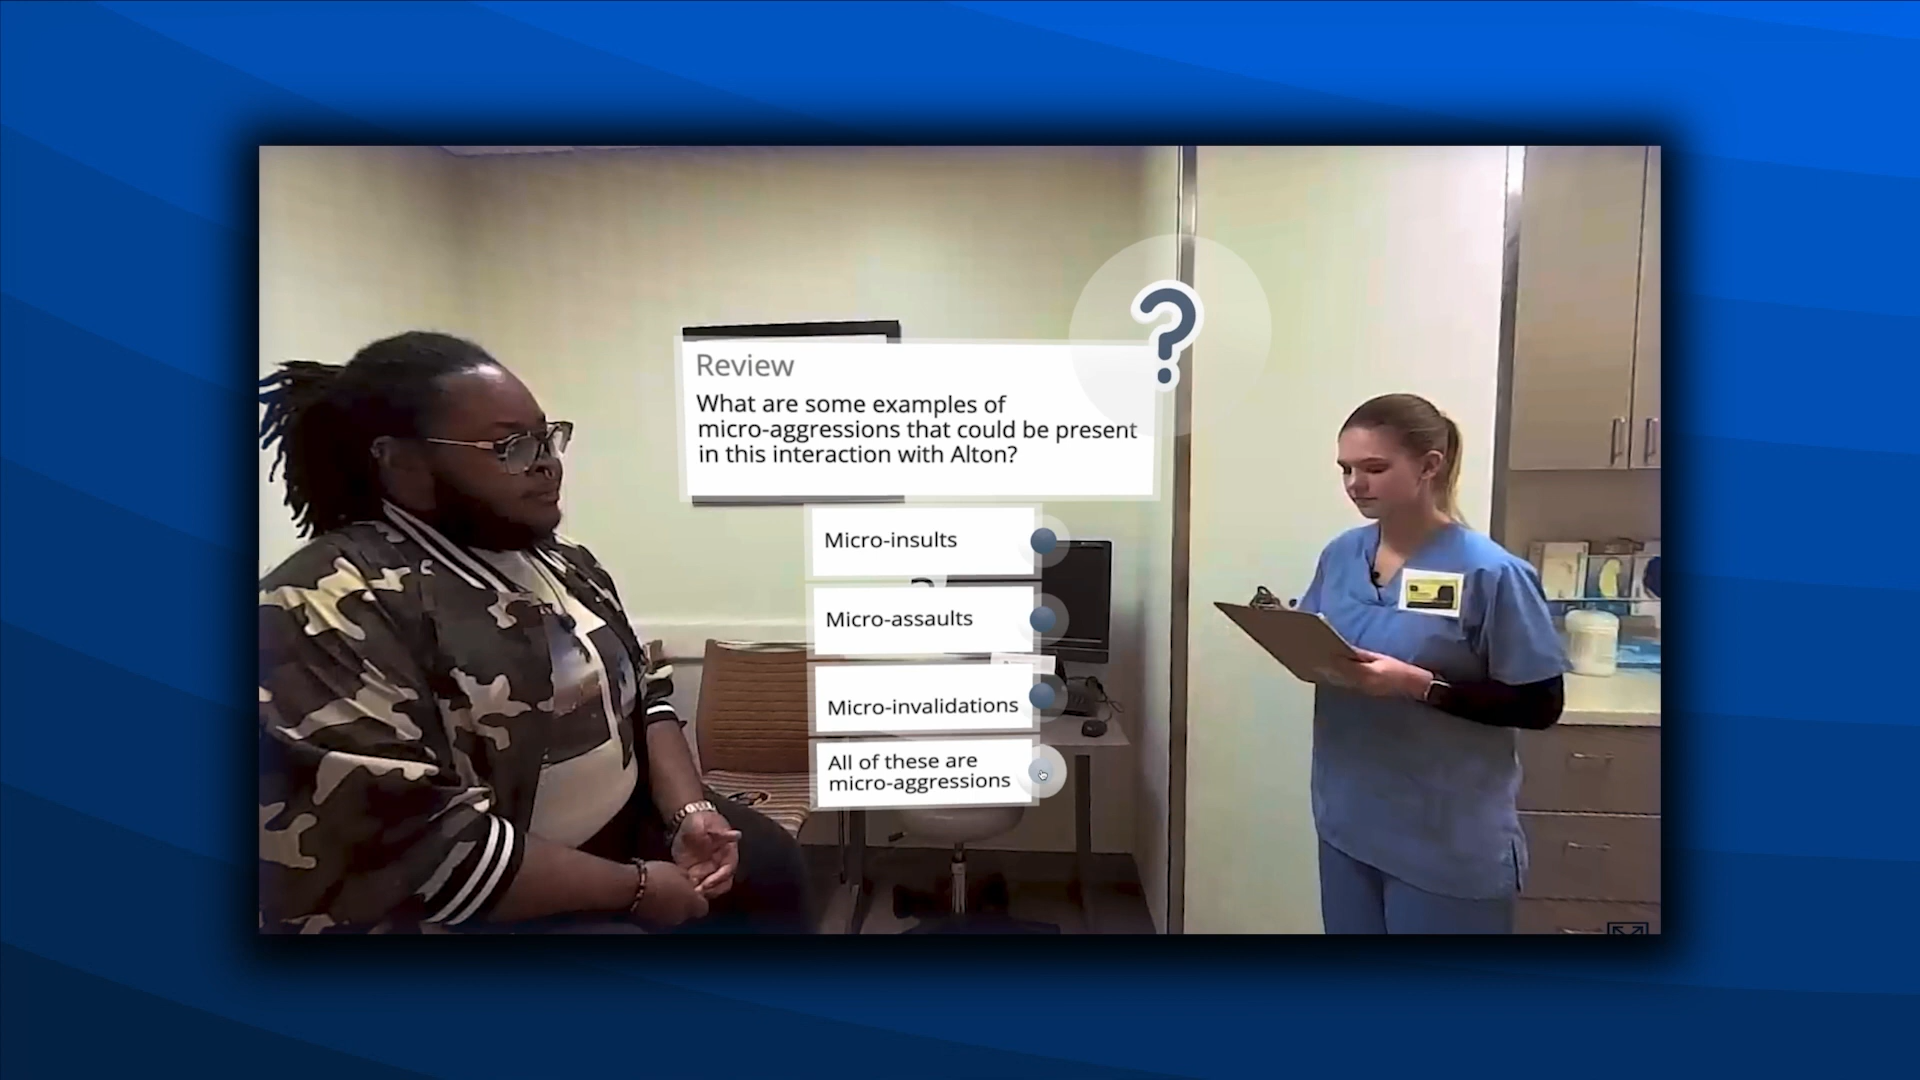 Review
What are some examples of
micro-aggressions that could be present
in this interaction with Alton?
?
Micro-insults
Micro-assaults
Micro-invalidations
All of these are
micro-aggressions